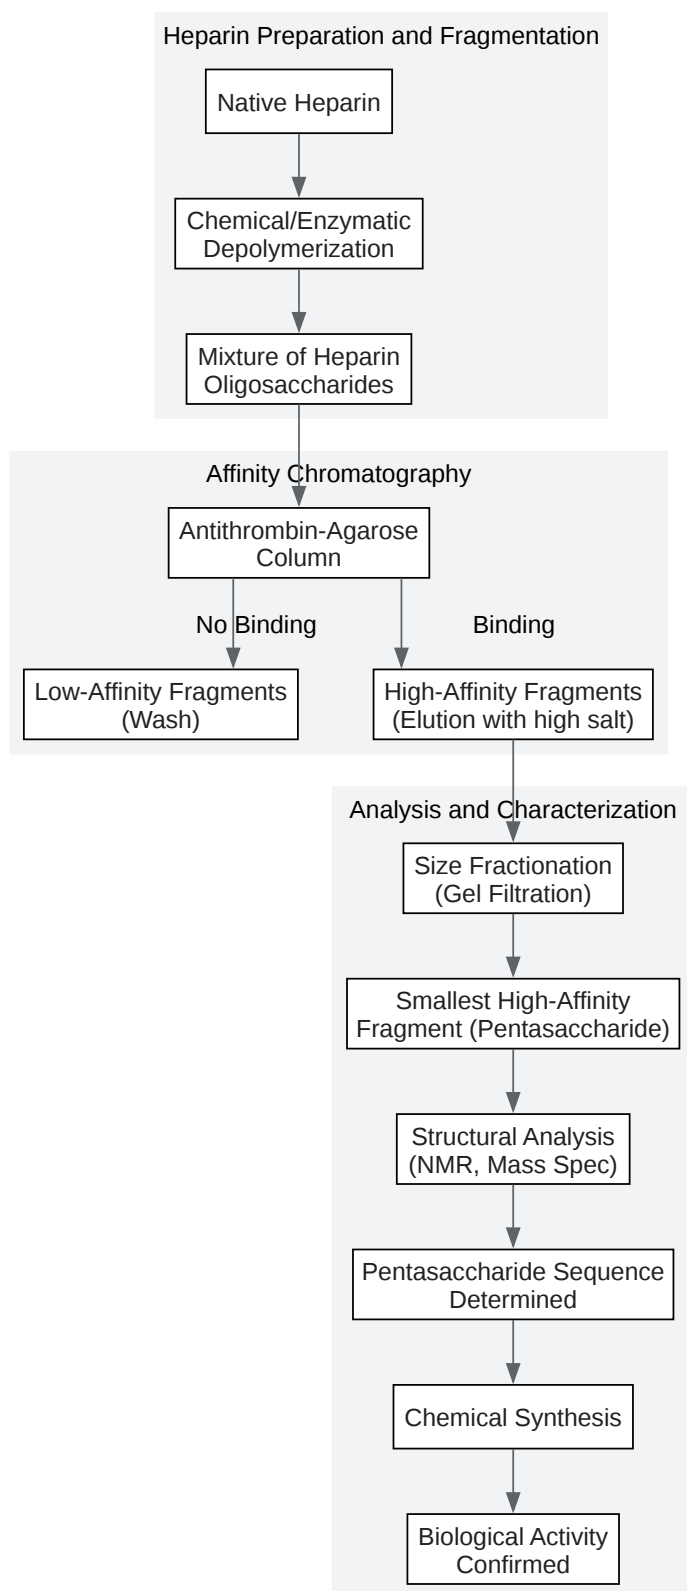 Heparin Preparation and Fragmentation
Native Heparin
Chemical/Enzymatic
Depolymerization
Mixture of Heparin
Oligosaccharides
Affinity Chromatography
Antithrombin-Agarose
Column
No Binding
Binding
Low-Affinity Fragments
(Wash)
High-Affinity Fragments
(Elution with high salt)
Analysis and Characterization
Size Fractionation
(Gel Filtration)
Smallest High-Affinity
Fragment (Pentasaccharide)
Structural Analysis
(NMR, Mass Spec)
Pentasaccharide Sequence
Determined
Chemical Synthesis
Biological Activity
Confirmed